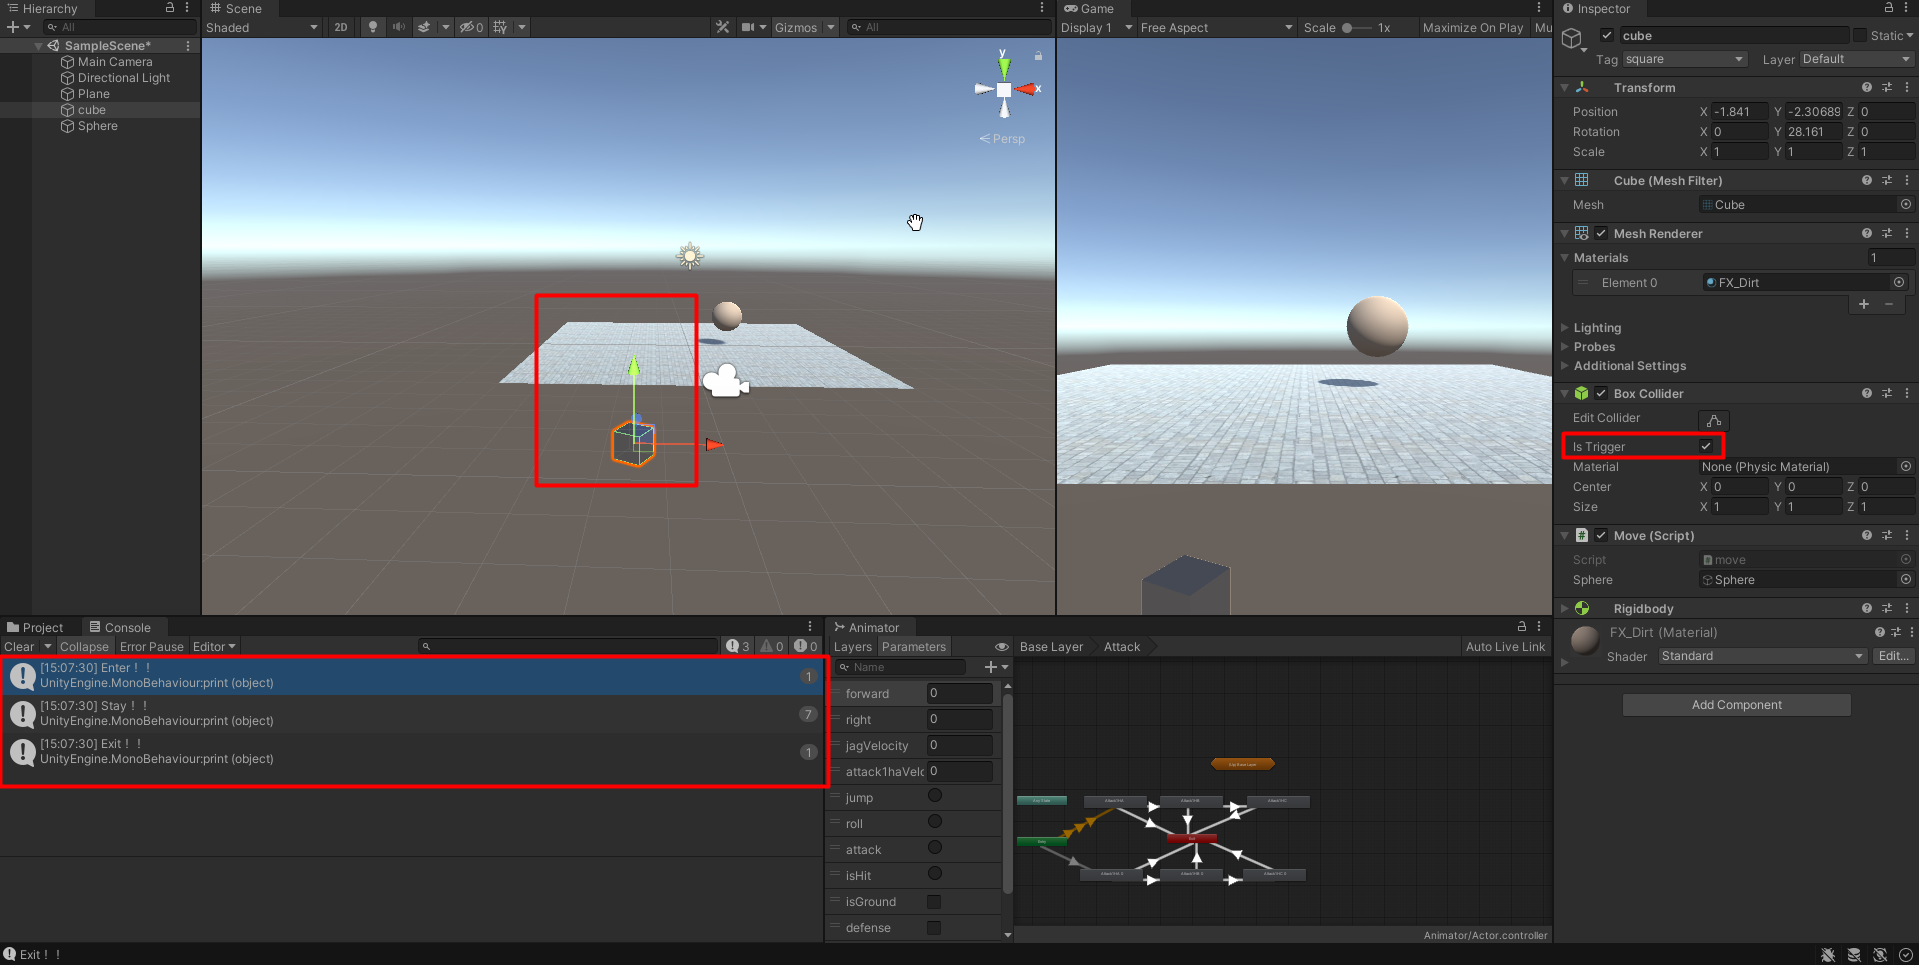 Hierarchy
All
SampleScene*
Main Camera
Directional Light
Plane
cube
Sphere
Scene
Shaded
2D
0
Gizmos
All
y
x
Persp
Game
Display 1
Free Aspect
Scale
1x
Maximize On Play
Mu
Inspector
cube
Static
Tag
square
Layer
Default
Transform
Position
X
-1.841
Y
-2.30689
Z
0
Rotation
X
0
Y
28.161
Z
0
Scale
X
1
Y
1
Z
1
Cube (Mesh Filter)
Mesh
Cube
Mesh Renderer
Materials
1
Element 0
FX_Dirt
Lighting
Probes
Additional Settings
Box Collider
Edit Collider
Is Trigger
Material
None (Physic Material)
Center
X
0
Y
0
Z
0
Size
X
1
Y
1
Z
1
Move (Script)
Script
move
Sphere
Sphere
Rigidbody
FX_Dirt (Material)
Shader
Standard
Edit...
Add Component
Project
Console
Clear
Collapse
Error Pause
Editor
3
0
0
[15:07:30] Enter！！
UnityEngine.MonoBehaviour:print (object)
1
[15:07:30] Stay！！
UnityEngine.MonoBehaviour:print (object)
7
[15:07:30] Exit！！
UnityEngine.MonoBehaviour:print (object)
1
Animator
Layers
Parameters
Base Layer
Attack
Auto Live Link
Name
forward
0
right
0
jagVelocity
0
attack1haVelo
0
jump
roll
attack
isHit
isGround
defense
Animator/Actor.controller
Exit！！